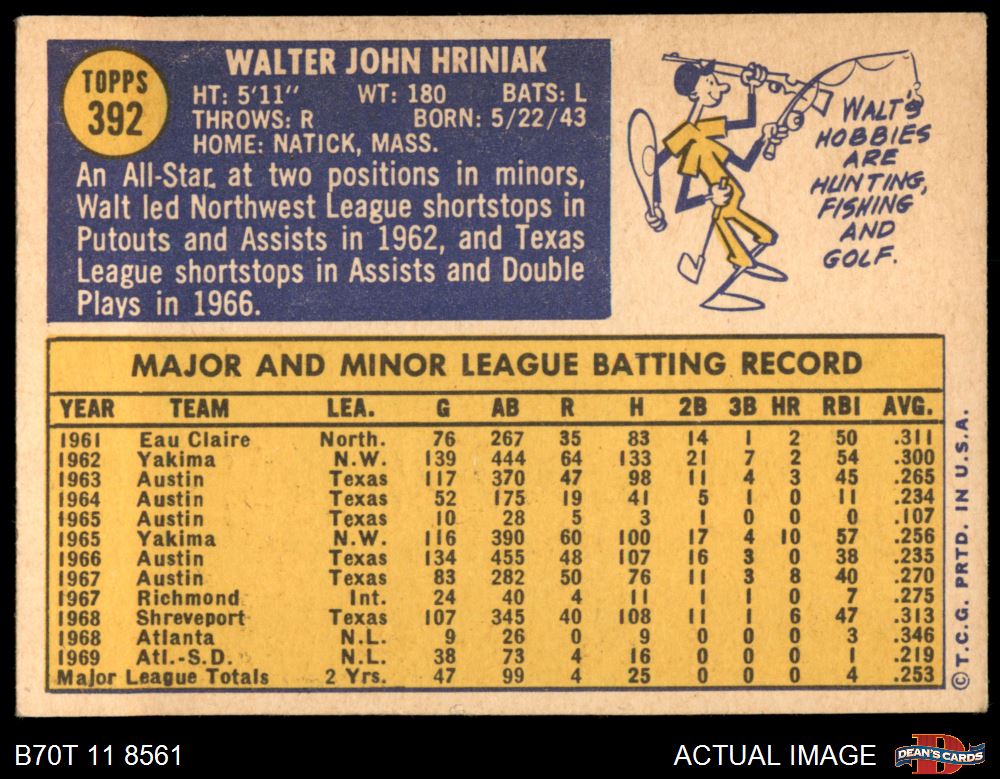 TOPPS
392
WALTER JOHN HRINIAK
HT: 5'11" WT: 180 BATS: L
THROWS: R BORN: 5/22/43
HOME: NATICK, MASS.
An All-Star at two positions in minors,
Walt led Northwest League shortstops in
Putouts and Assists in 1962, and Texas
League shortstops in Assists and Double
Plays in 1966.
WALT'S
HOBBIES
ARE
HUNTING,
FISHING
AND
GOLF.
MAJOR AND MINOR LEAGUE BATTING RECORD
YEAR TEAM LEA. G AB R H 2B 3B HR RBI AVG.
1961 Eau Claire North. 76 267 35 83 14 1 2 50 .311
1962 Yakima N.W. 139 444 64 133 21 7 2 54 .300
1963 Austin Texas 117 370 47 98 11 4 3 45 .265
1964 Austin Texas 52 175 19 41 5 1 0 11 .234
1965 Austin Texas 10 28 5 3 1 0 0 0 .107
1965 Yakima N.W. 116 390 60 100 17 4 10 57 .256
1966 Austin Texas 134 455 48 107 16 3 0 38 .235
1967 Austin Texas 83 282 50 76 11 3 8 40 .270
1967 Richmond Int. 24 40 4 11 1 1 0 7 .275
1968 Shreveport Texas 107 345 40 108 11 1 6 47 .313
1968 Atlanta N.L. 9 26 0 9 0 0 0 3 .346
1969 Atl.-S.D. N.L. 38 73 4 16 0 0 0 1 .219
Major League Totals 2 Yrs. 47 99 4 25 0 0 0 4 .253
© T.C.G. PRTD. IN U.S.A.
B70T 11 8561
ACTUAL IMAGE
DEAN'S CARDS